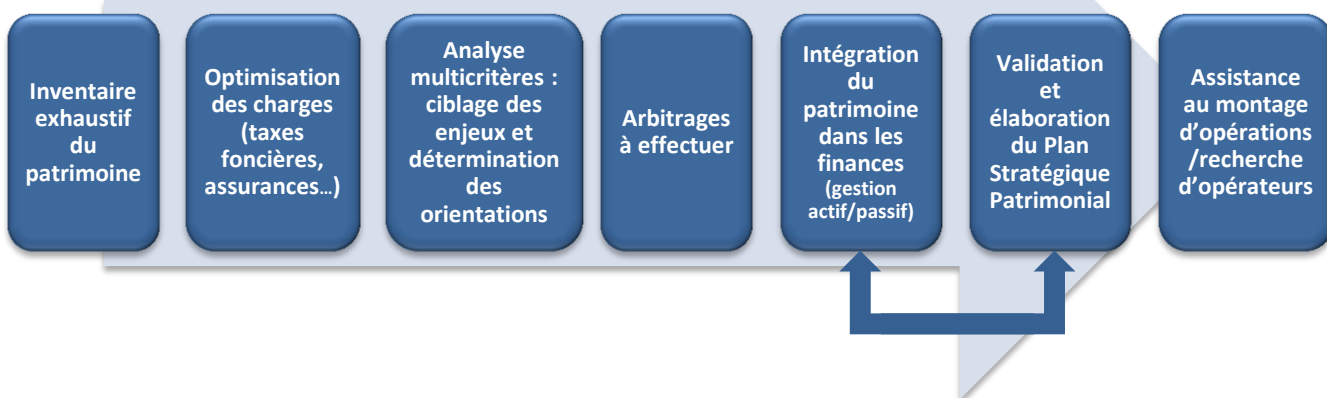 Inventaire
exhaustif
du
patrimoine
Optimisation
des charges
(taxes
foncières,
assurances…)
Analyse
multicritères :
ciblage des
enjeux et
détermination
des
orientations
Arbitrages
à effectuer
Intégration
du
patrimoine
dans les
finances
(gestion
actif/passif)
Validation
et
élaboration
du Plan
Stratégique
Patrimonial
Assistance
au montage
d’opérations
/recherche
d’opérateurs